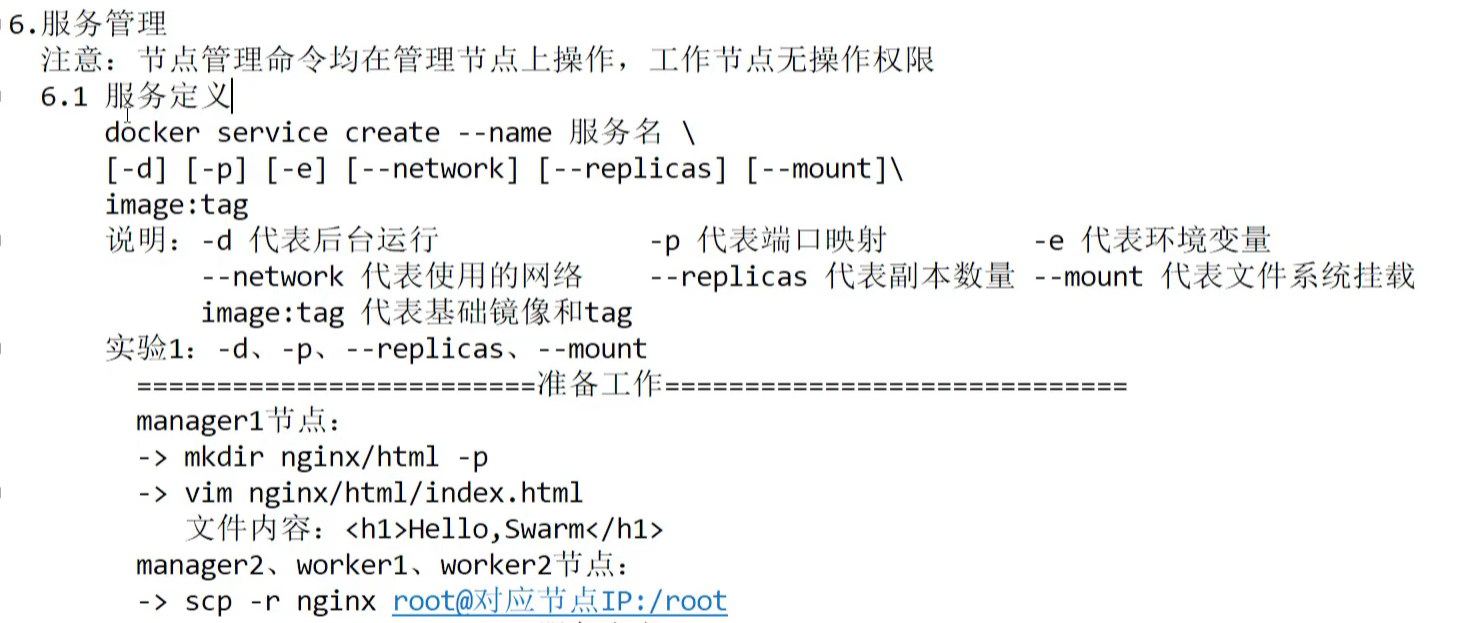 6.服务管理
注意：节点管理命令均在管理节点上操作，工作节点无操作权限
6.1 服务定义
docker service create --name 服务名 \
[-d] [-p] [-e] [--network] [--replicas] [--mount]\
image:tag
说明：-d 代表后台运行 -p 代表端口映射 -e 代表环境变量
--network 代表使用的网络 --replicas 代表副本数量 --mount 代表文件系统挂载
image:tag 代表基础镜像和tag
实验1：-d、-p、--replicas、--mount
=========================准备工作=============================
manager1节点：
-> mkdir nginx/html -p
-> vim nginx/html/index.html
文件内容：<h1>Hello,Swarm</h1>
manager2、worker1、worker2节点：
-> scp -r nginx root@对应节点IP:/root